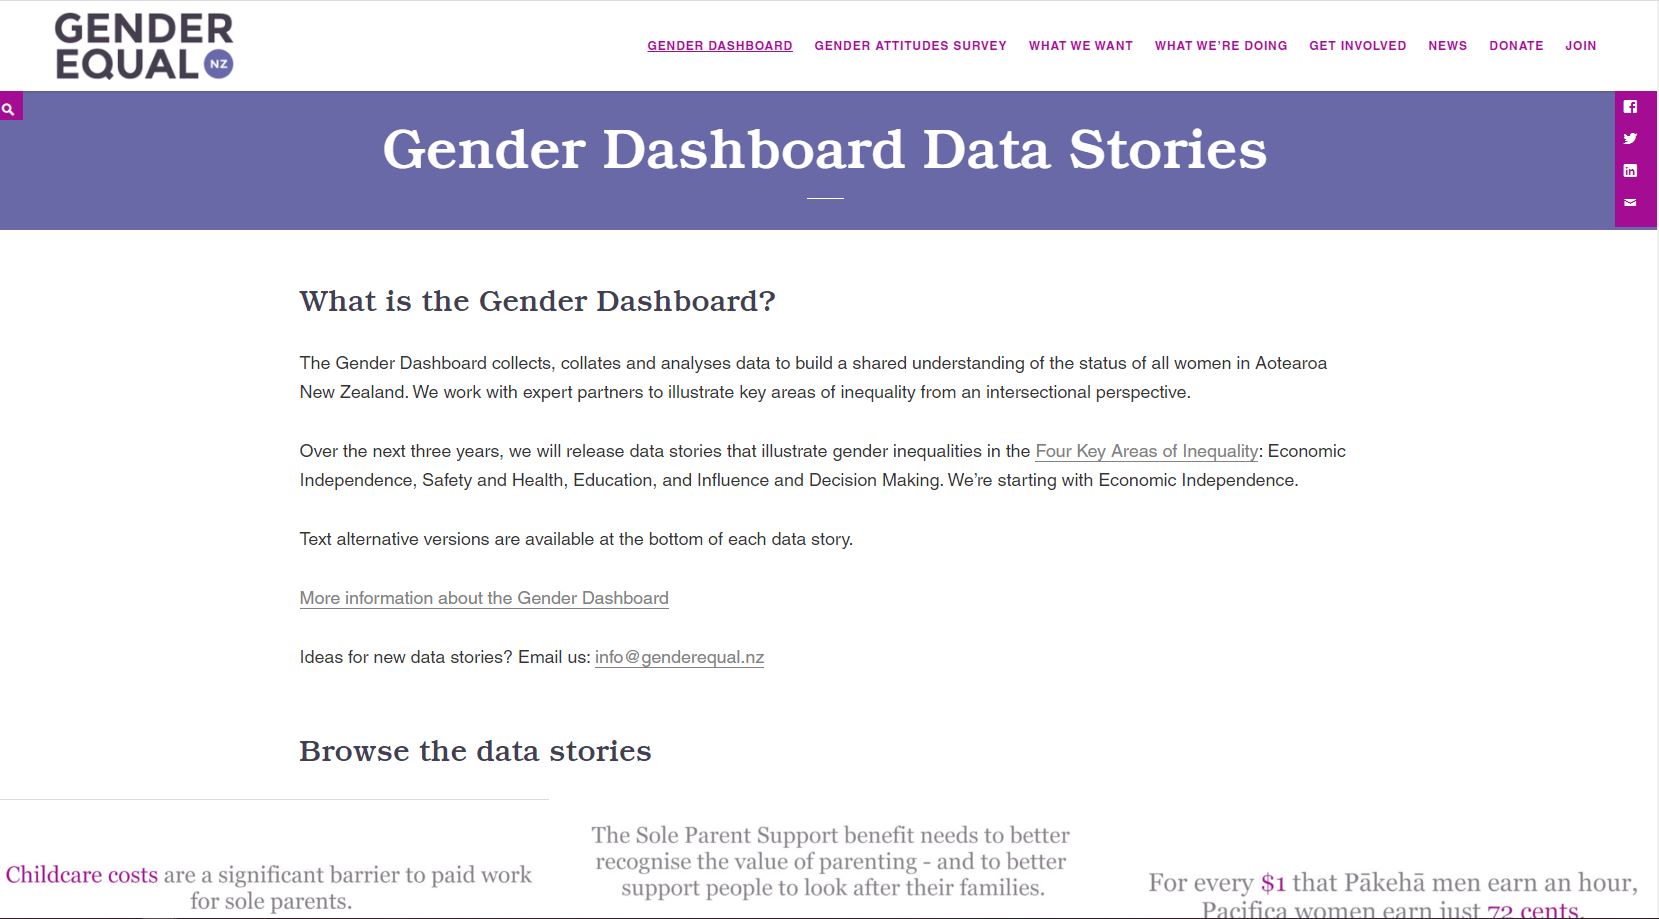 GENDER
EQUAL NZ
GENDER DASHBOARD GENDER ATTITUDES SURVEY WHAT WE WANT WHAT WE'RE DOING GET INVOLVED NEWS DONATE JOIN
Gender Dashboard Data Stories
What is the Gender Dashboard?
The Gender Dashboard collects, collates and analyses data to build a shared understanding of the status of all women in Aotearoa
New Zealand. We work with expert partners to illustrate key areas of inequality from an intersectional perspective.
Over the next three years, we will release data stories that illustrate gender inequalities in the Four Key Areas of Inequality: Economic
Independence, Safety and Health, Education, and Influence and Decision Making. We're starting with Economic Independence.
Text alternative versions are available at the bottom of each data story.
More information about the Gender Dashboard
Ideas for new data stories? Email us: info@genderequal.nz
Browse the data stories
Childcare costs are a significant barrier to paid work
for sole parents.
The Sole Parent Support benefit needs to better
recognise the value of parenting - and to better
support people to look after their families.
For every $1 that Pākehā men earn an hour,
Pacifica women earn just 72 cents.